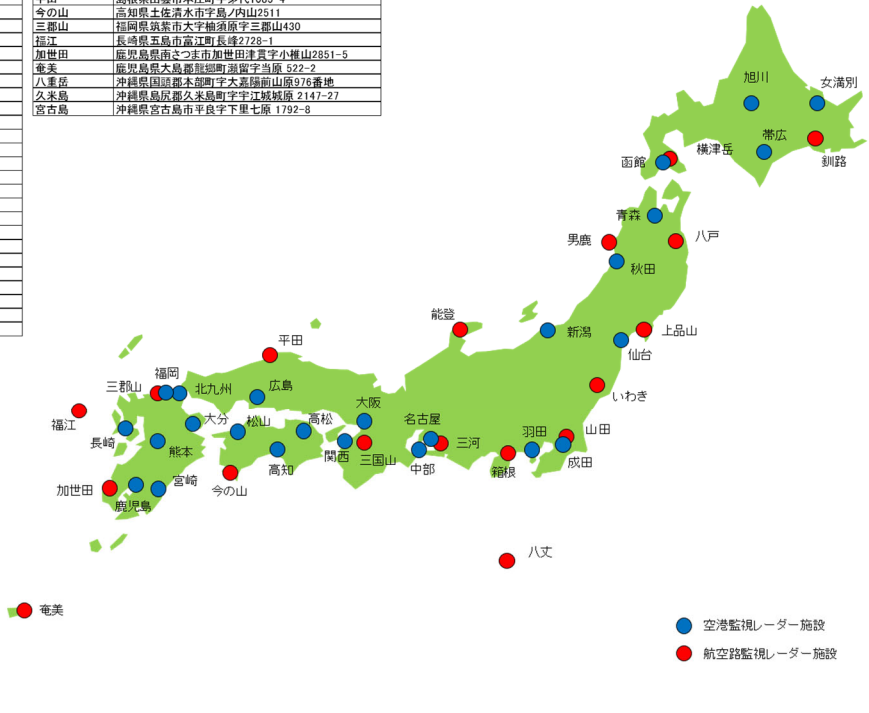 今の山 高知県土佐清水市字島ノ内山2511
三郡山 福岡県筑紫市大字柚須原字三郡山430
福江 長崎県五島市富江町長峰2728-1
加世田 鹿児島県南さつま市加世田津貫字小椎山2851-5
奄美 鹿児島県大島郡龍郷町瀬留字当原 522-2
八重岳 沖縄県国頭郡本部町字大嘉陽前山原976番地
久米島 沖縄県島尻郡久米島町字宇江城城原 2147-27
宮古島 沖縄県宮古島市平良字下里七原 1792-8
旭川
女満別
帯広
横津岳
函館
釧路
青森
男鹿
八戸
秋田
能登
新潟
上品山
仙台
平田
三郡山
福岡
北九州
広島
いわき
大阪
福江
大分
松山
高松
名古屋
羽田
山田
長崎
熊本
高知
関西
三国山
中部
三河
箱根
成田
加世田
宮崎
今の山
鹿児島
八丈
奄美
空港監視レーダー施設
航空路監視レーダー施設